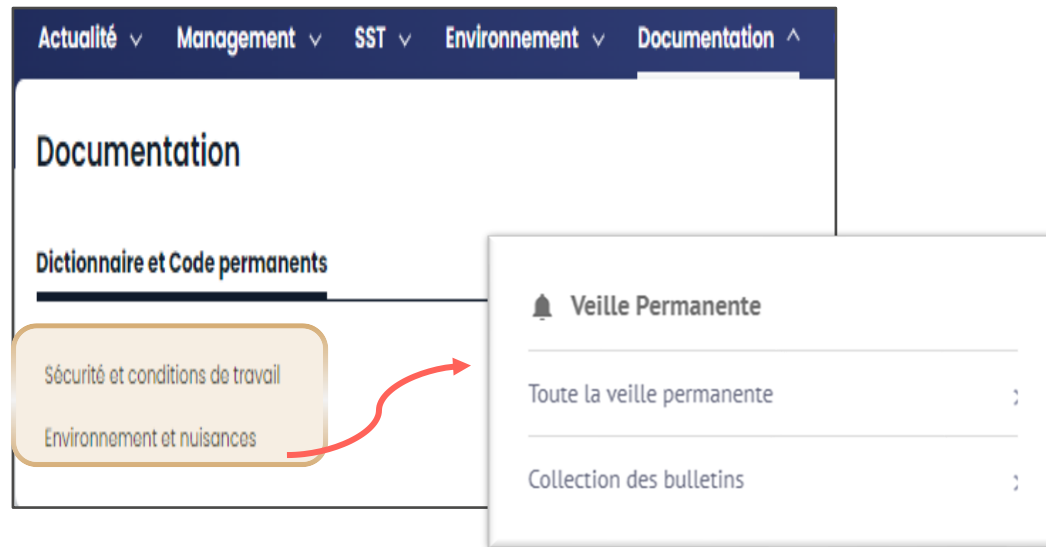 Actualité Management SST Environnement Documentation
Documentation
Dictionnaire et Code permanents
Sécurité et conditions de travail
Environnement et nuisances
Veille Permanente
Toute la veille permanente
Collection des bulletins